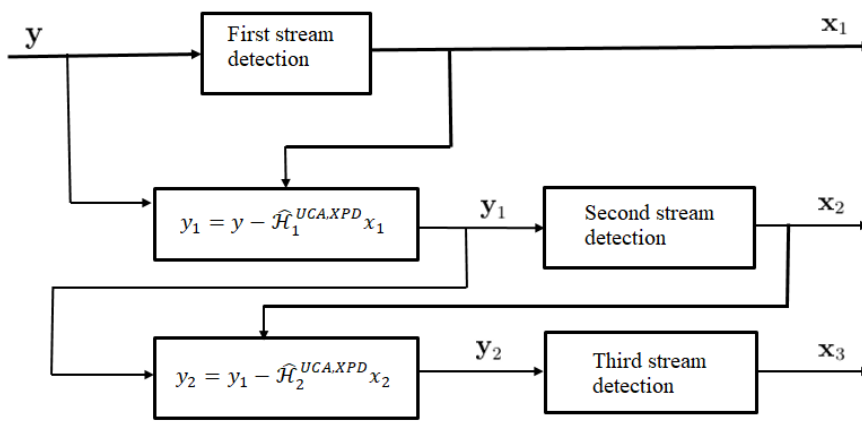 y
First stream
detection
x₁
y₁ = y − Ĥ₁^{UCA,XPD} x₁
y₁
Second stream
detection
x₂
y₂ = y₁ − Ĥ₂^{UCA,XPD} x₂
y₂
Third stream
detection
x₃